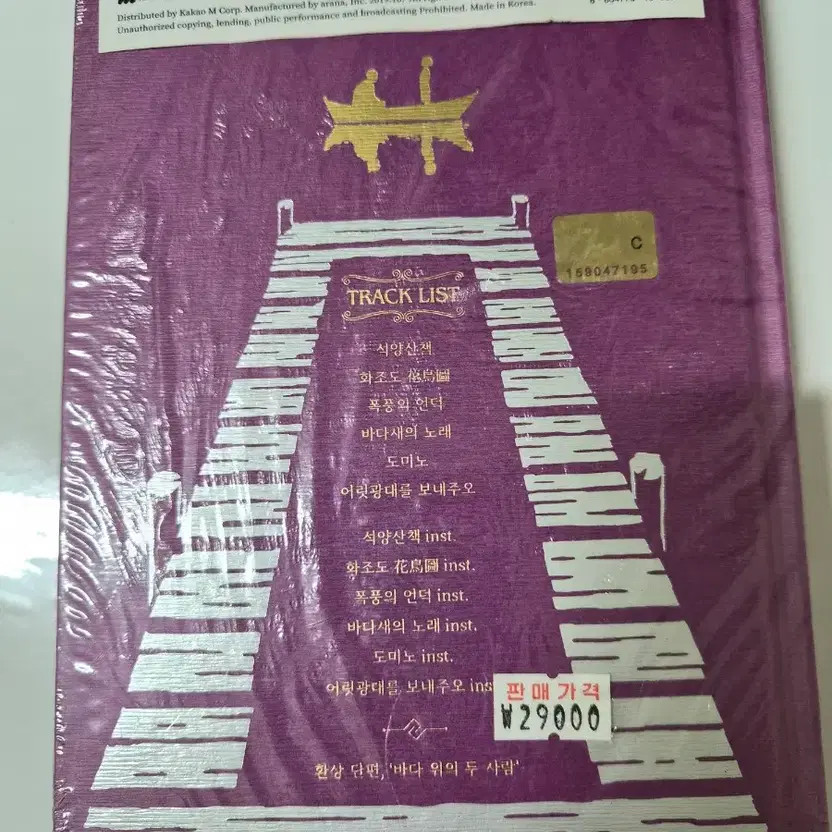 Distributed by Kakao M Corp. Manufactured by arana, Inc.
Unauthorized copying, lending, public performance and broadcasting Prohibited. Made in Korea.
C
159047195
TRACK LIST
석양산책
화조도 花鳥圖
폭풍의 언덕
바다새의 노래
도미노
어릿광대를 보내주오
석양산책 inst.
화조도 花鳥圖 inst.
폭풍의 언덕 inst.
바다새의 노래 inst.
도미노 inst.
어릿광대를 보내주오 ins
판매가격
₩29000
환상 단편, '바다 위의 두 사람'